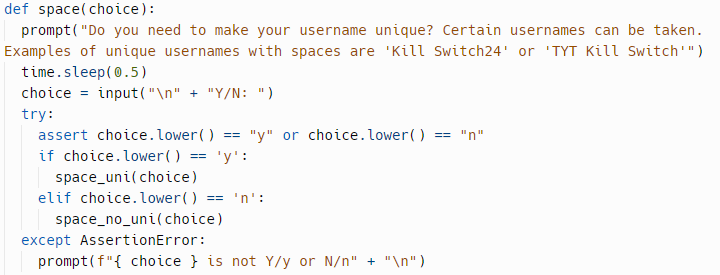 def space(choice):
  prompt("Do you need to make your username unique? Certain usernames can be taken.
Examples of unique usernames with spaces are 'Kill Switch24' or 'TYT Kill Switch'")
  time.sleep(0.5)
  choice = input("\n" + "Y/N: ")
  try:
    assert choice.lower() == "y" or choice.lower() == "n"
    if choice.lower() == 'y':
      space_uni(choice)
    elif choice.lower() == 'n':
      space_no_uni(choice)
  except AssertionError:
    prompt(f"{ choice } is not Y/y or N/n" + "\n")